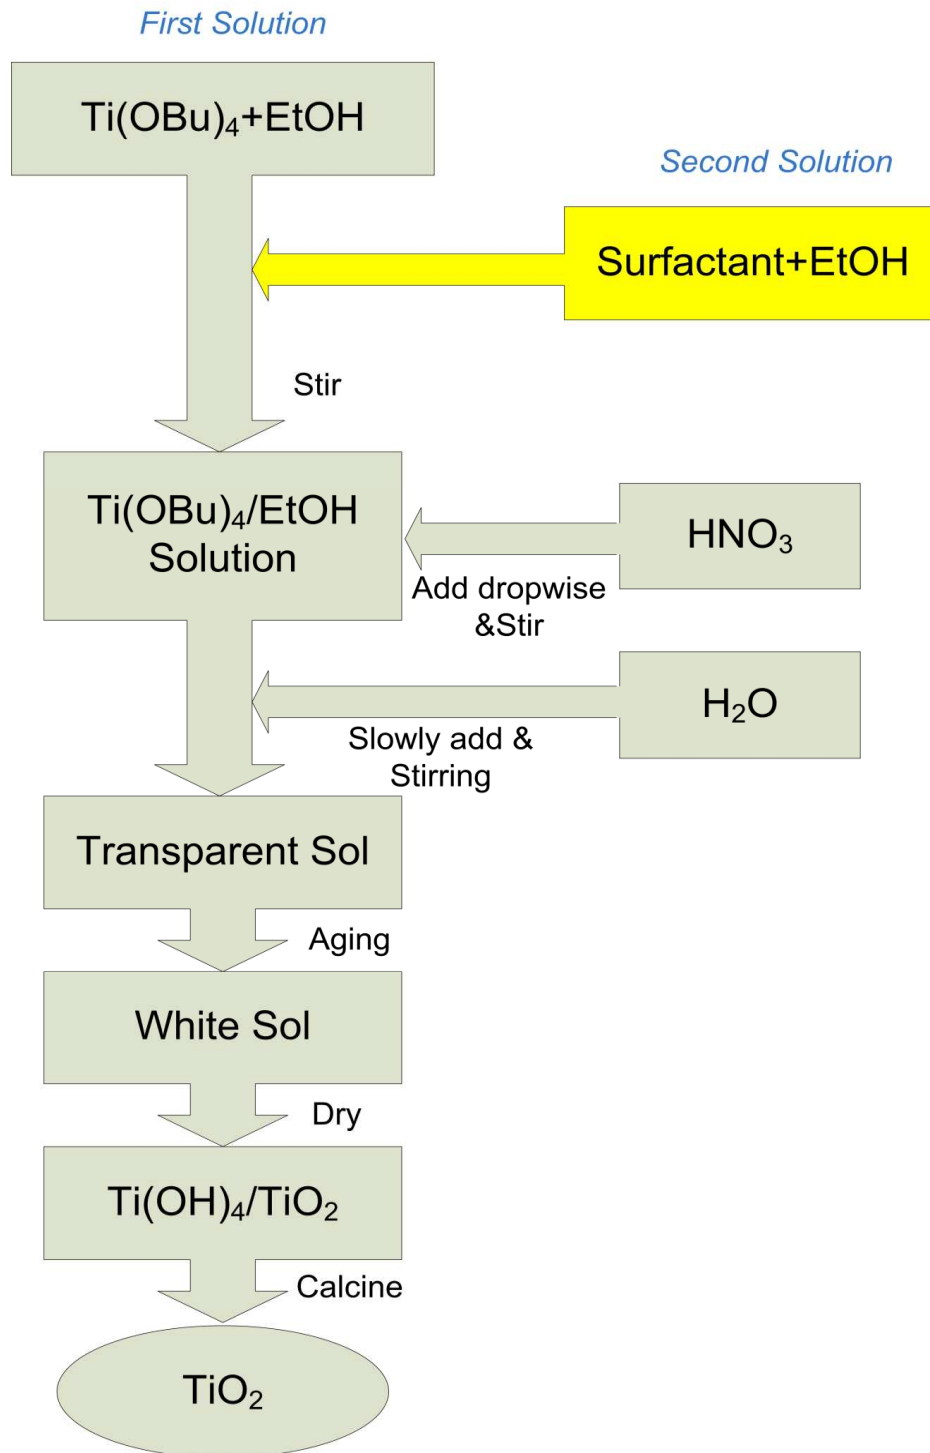 First Solution
Ti(OBu)₄+EtOH
Second Solution
Surfactant+EtOH
Stir
Ti(OBu)₄/EtOH
Solution
HNO₃
Add dropwise
&Stir
H₂O
Slowly add &
Stirring
Transparent Sol
Aging
White Sol
Dry
Ti(OH)₄/TiO₂
Calcine
TiO₂